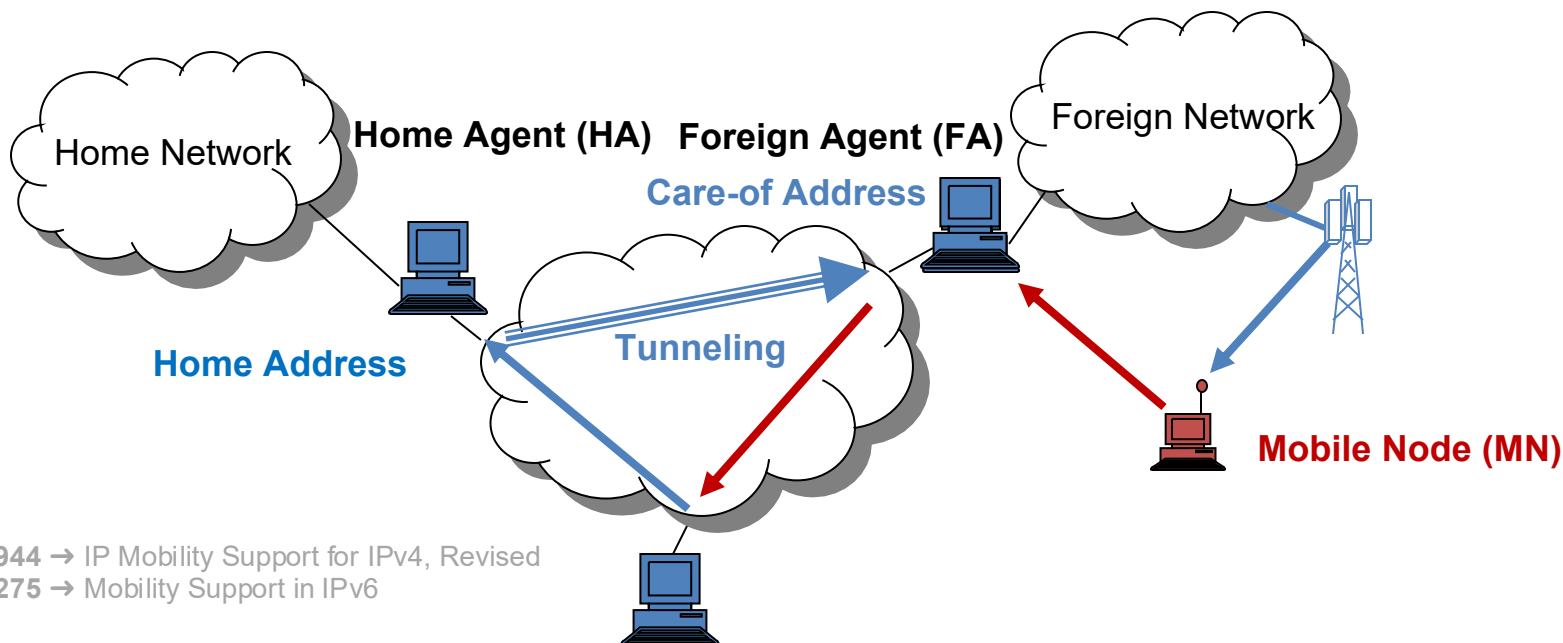 Home Network
Home Agent (HA)
Foreign Agent (FA)
Foreign Network
Care-of Address
Home Address
Tunneling
Mobile Node (MN)
944 → IP Mobility Support for IPv4, Revised
275 → Mobility Support in IPv6